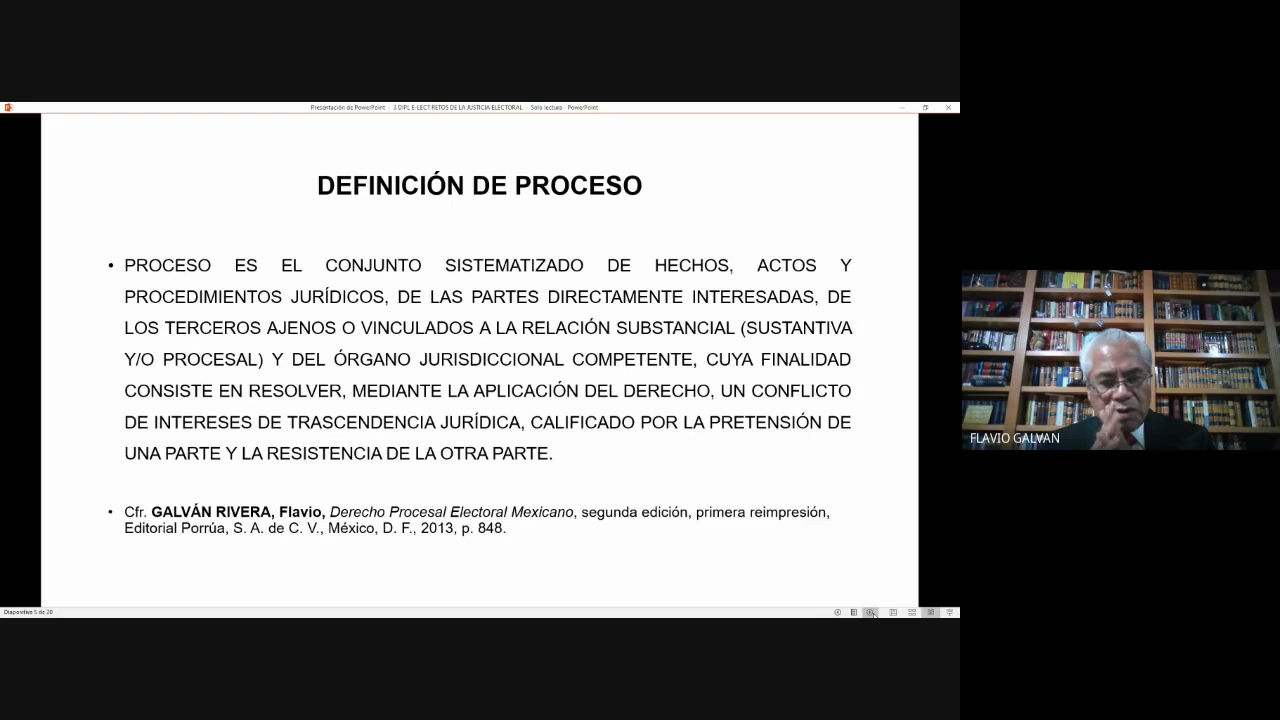 Presentación de PowerPoint - 3 DIPL E-LECT RETOS DE LA JUSTICIA ELECTORAL - Solo lectura - PowerPoint
DEFINICIÓN DE PROCESO
• PROCESO ES EL CONJUNTO SISTEMATIZADO DE HECHOS, ACTOS Y
PROCEDIMIENTOS JURÍDICOS, DE LAS PARTES DIRECTAMENTE INTERESADAS, DE
LOS TERCEROS AJENOS O VINCULADOS A LA RELACIÓN SUBSTANCIAL (SUSTANTIVA
Y/O PROCESAL) Y DEL ÓRGANO JURISDICCIONAL COMPETENTE, CUYA FINALIDAD
CONSISTE EN RESOLVER, MEDIANTE LA APLICACIÓN DEL DERECHO, UN CONFLICTO
DE INTERESES DE TRASCENDENCIA JURÍDICA, CALIFICADO POR LA PRETENSIÓN DE
UNA PARTE Y LA RESISTENCIA DE LA OTRA PARTE.
• Cfr. GALVÁN RIVERA, Flavio, Derecho Procesal Electoral Mexicano, segunda edición, primera reimpresión,
Editorial Porrúa, S. A. de C. V., México, D. F., 2013, p. 848.
Diapositiva 5 de 20
FLAVIO GALVAN